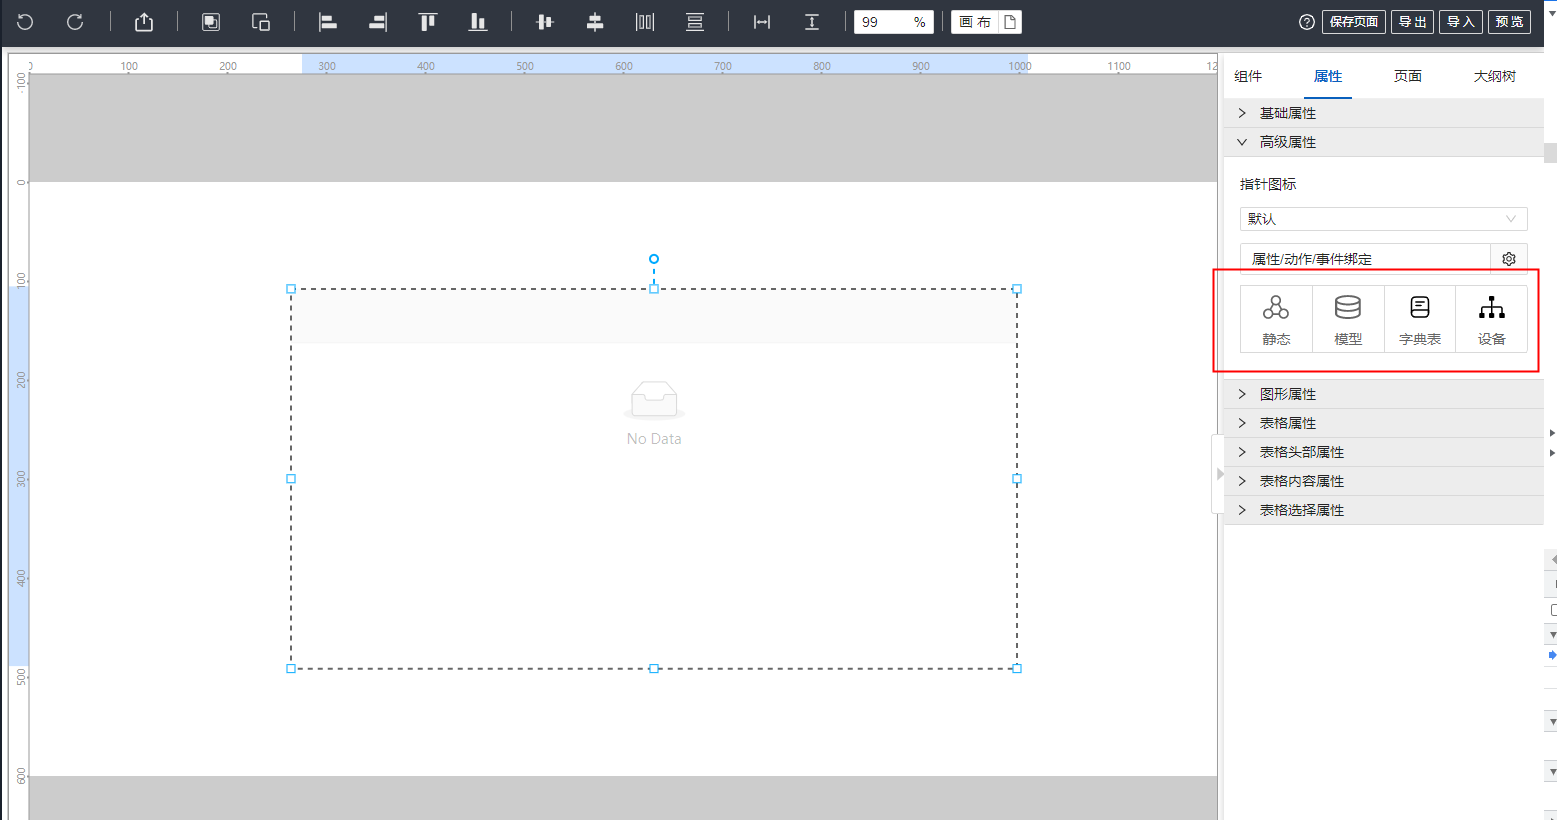 99 %
画 布
保存页面
导 出
导 入
预 览
0 100 200 300 400 500 600 700 800 900 1000 1100 12
-100
0
100
200
300
400
500
600
组件 属性 页面 大纲树
基础属性
高级属性
指针图标
默认
属性/动作/事件绑定
静态 模型 字典表 设备
图形属性
表格属性
表格头部属性
表格内容属性
表格选择属性
No Data